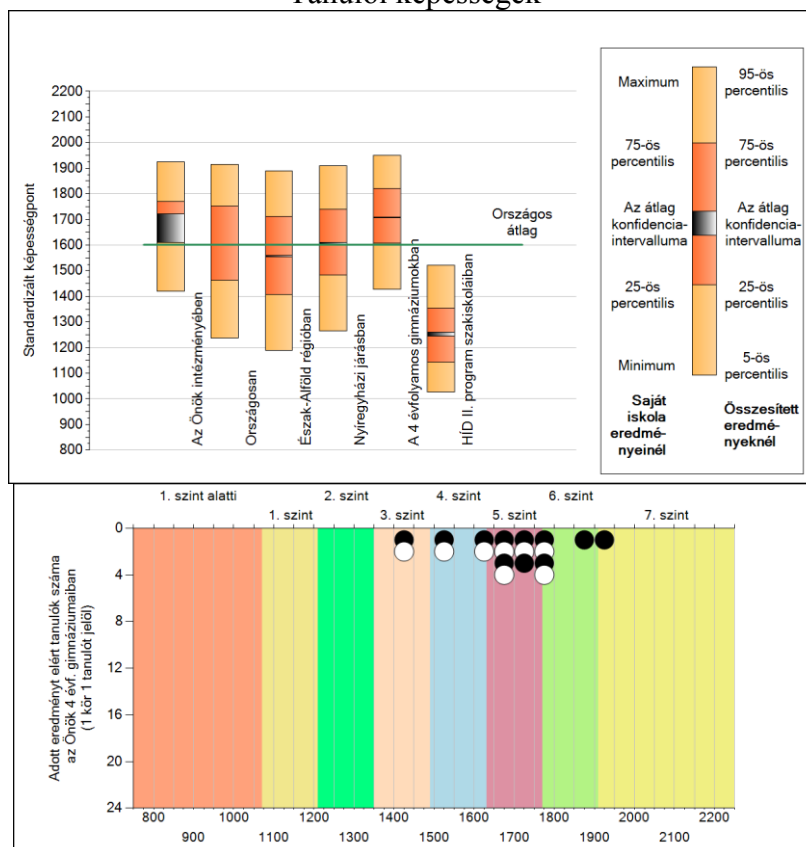 Tanulói képességek
Standardizált képességpont
2200
2100
2000
1900
1800
1700
1600
1500
1400
1300
1200
1100
1000
900
800
Országos
átlag
Az Önök intézményében
Országosan
Észak-Alföld régióban
Nyíregyházi járásban
A 4 évfolyamos gimnáziumokban
HÍD II. program szakiskoláiban
Maximum
95-ös
percentilis
75-ös
percentilis
75-ös
percentilis
Az átlag
konfidencia-
intervalluma
Az átlag
konfidencia-
intervalluma
25-ös
percentilis
25-ös
percentilis
Minimum
5-ös
percentilis
Saját
iskola
eredmé-
nyeinél
Összesített
eredmé-
nyeknél
1. szint alatti
2. szint
4. szint
6. szint
1. szint
3. szint
5. szint
7. szint
Adott eredményt elért tanulók száma
az Önök 4 évf. gimnáziumaiban
(1 kör 1 tanulót jelöl)
0
4
8
12
16
20
24
800
1000
1200
1400
1600
1800
2000
2200
900
1100
1300
1500
1700
1900
2100